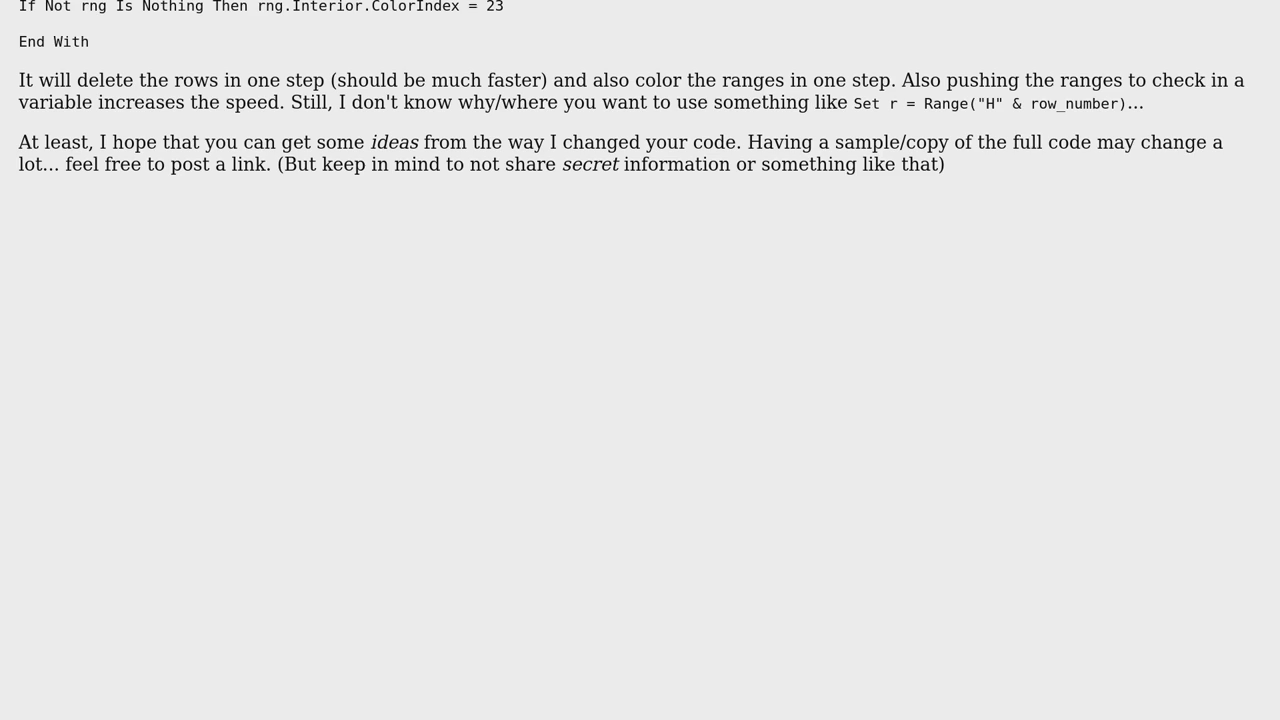 If Not rng Is Nothing Then rng.Interior.ColorIndex = 23
End With
It will delete the rows in one step (should be much faster) and also color the ranges in one step. Also pushing the ranges to check in a
variable increases the speed. Still, I don't know why/where you want to use something like Set r = Range("H" & row_number)...
At least, I hope that you can get some ideas from the way I changed your code. Having a sample/copy of the full code may change a
lot... feel free to post a link. (But keep in mind to not share secret information or something like that)